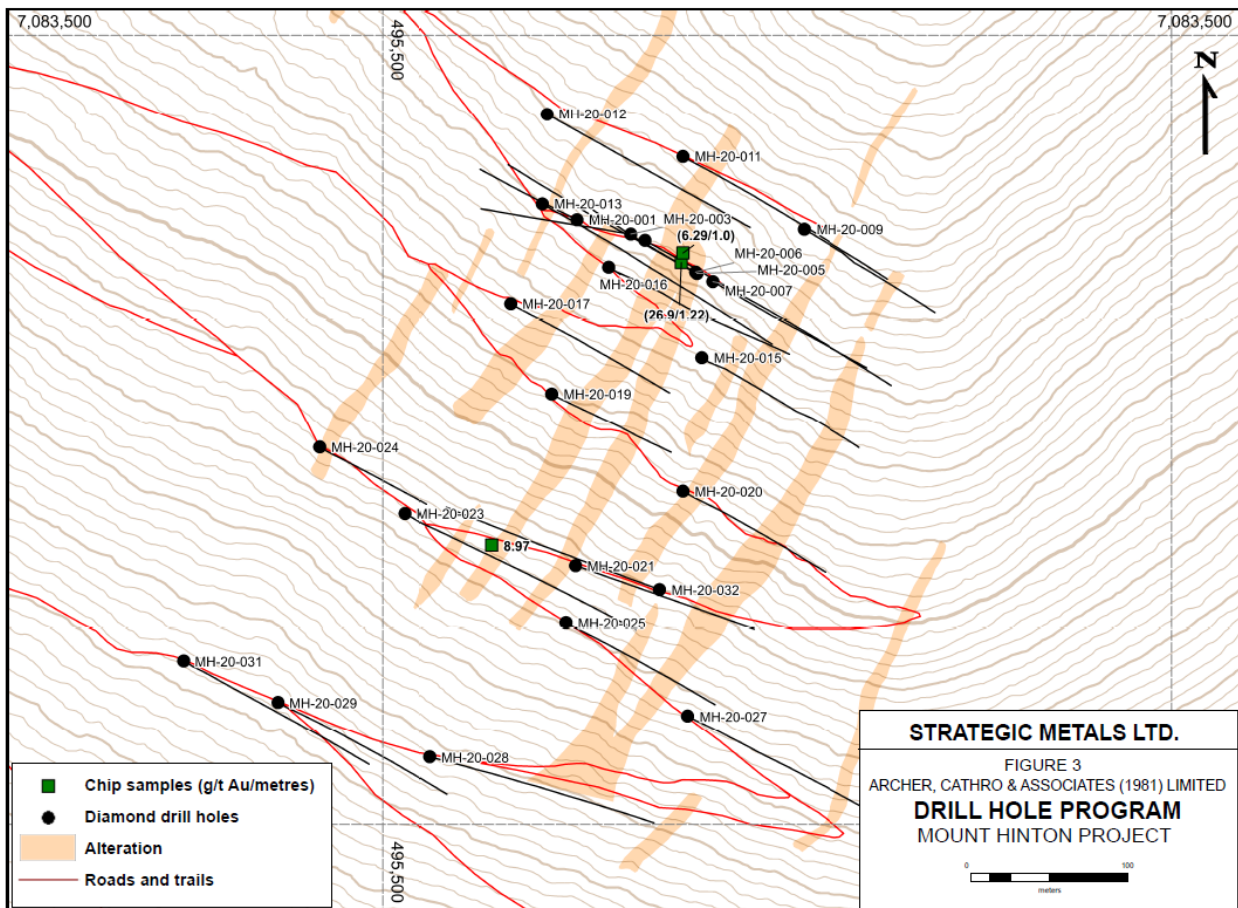 7,083,500
7,083,500
495,500
N
MH-20-012
MH-20-011
MH-20-013
MH-20-001
MH-20-003
(6.29/1.0)
MH-20-009
MH-20-006
MH-20-005
MH-20-016
MH-20-007
MH-20-017
(26.9/1.22)
MH-20-015
MH-20-019
MH-20-024
MH-20-020
MH-20-023
8.97
MH-20-021
MH-20-032
MH-20-025
MH-20-031
MH-20-029
MH-20-027
MH-20-028
495,500
Chip samples (g/t Au/metres)
Diamond drill holes
Alteration
Roads and trails
STRATEGIC METALS LTD.
FIGURE 3
ARCHER, CATHRO & ASSOCIATES (1981) LIMITED
DRILL HOLE PROGRAM
MOUNT HINTON PROJECT
0 100
meters